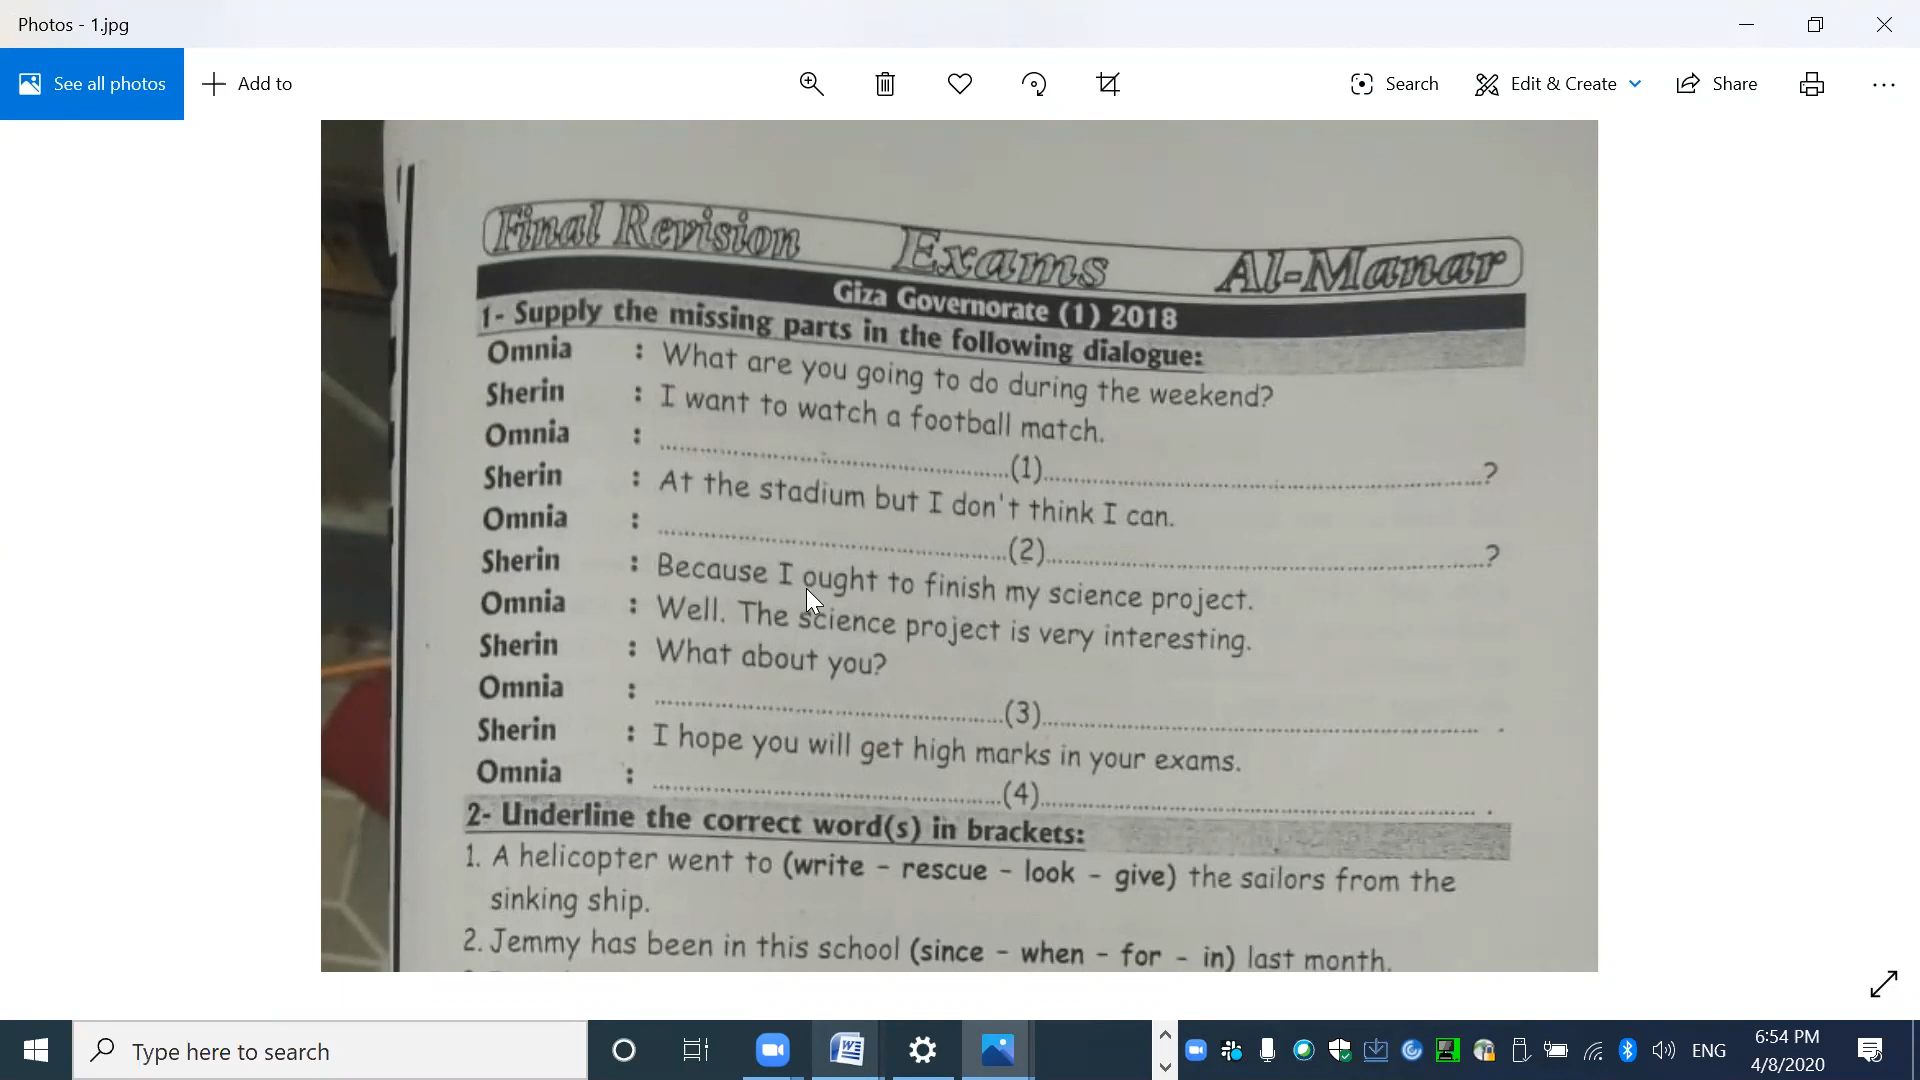 Photos - 1.jpg
See all photos
Add to
Search
Edit & Create
Share
Final Revision Exams Al-Manar
Giza Governorate (1) 2018
1- Supply the missing parts in the following dialogue:
Omnia : What are you going to do during the weekend?
Sherin : I want to watch a football match.
Omnia : ..............(1)..............?
Sherin : At the stadium but I don't think I can.
Omnia : ..............(2)..............?
Sherin : Because I ought to finish my science project.
Omnia : Well. The science project is very interesting.
Sherin : What about you?
Omnia : ..............(3).............. .
Sherin : I hope you will get high marks in your exams.
Omnia : ..............(4).............. .
2- Underline the correct word(s) in brackets:
1. A helicopter went to (write - rescue - look - give) the sailors from the
sinking ship.
2. Jemmy has been in this school (since - when - for - in) last month.
Type here to search
ENG
6:54 PM
4/8/2020